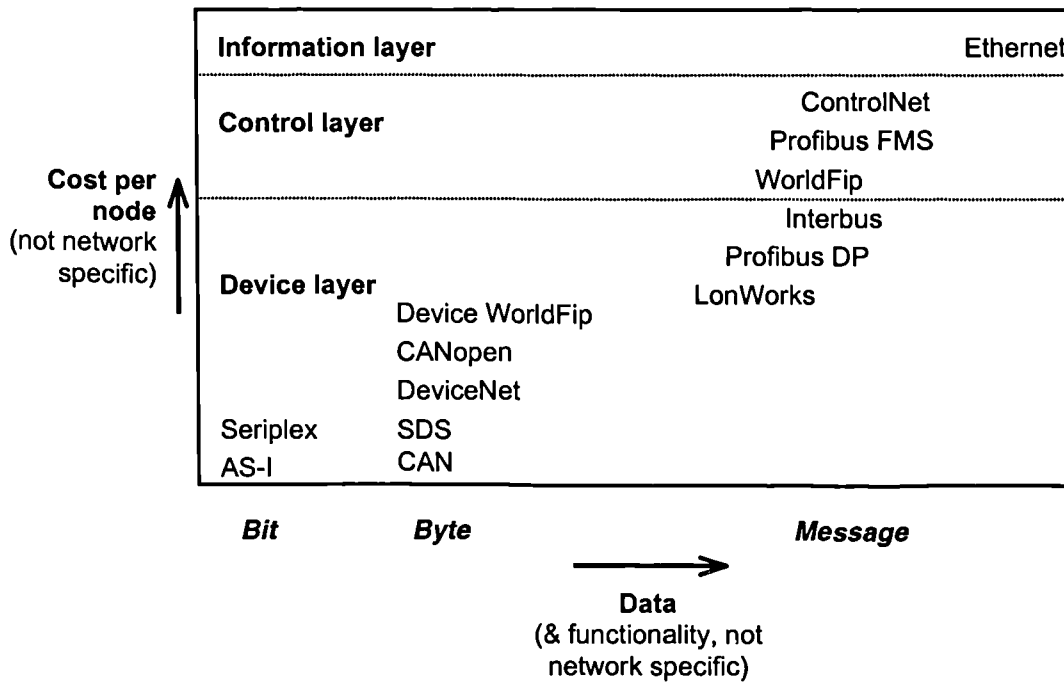 Information layer
Ethernet
ControlNet
Control layer
Profibus FMS
Cost per
node
(not network
specific)
WorldFip
Interbus
Profibus DP
Device layer
LonWorks
Device WorldFip
CANopen
DeviceNet
Seriplex
SDS
AS-I
CAN
Bit
Byte
Message
Data
(& functionality, not
network specific)